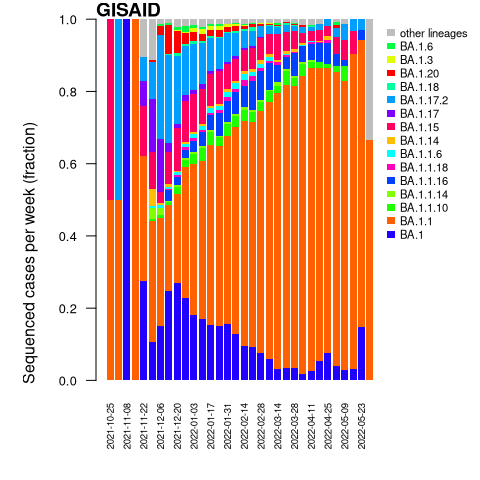 GISAID
Sequenced cases per week (fraction)
1.0
0.8
0.6
0.4
0.2
0.0
2021-10-25
2021-11-08
2021-11-22
2021-12-06
2021-12-20
2022-01-03
2022-01-17
2022-01-31
2022-02-14
2022-02-28
2022-03-14
2022-03-28
2022-04-11
2022-04-25
2022-05-09
2022-05-23
other lineages
BA.1.6
BA.1.3
BA.1.20
BA.1.18
BA.1.17.2
BA.1.17
BA.1.15
BA.1.14
BA.1.1.6
BA.1.1.18
BA.1.1.16
BA.1.1.14
BA.1.1.10
BA.1.1
BA.1